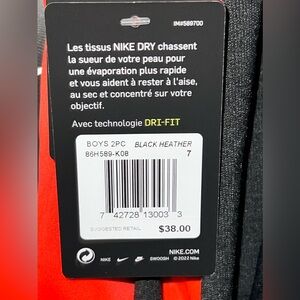 IM#589700
Les tissus NIKE DRY chassent
la sueur de votre peau pour
une évaporation plus rapide
et vous aident à rester à l'aise,
au sec et concentré sur votre
objectif.
Avec technologie DRI-FIT
BOYS 2PC BLACK HEATHER
86H589-K08 7
7 42728 13003 3
SUGGESTED RETAIL $38.00
NIKE.COM
NIKE SWOOSH © 2022 Nike